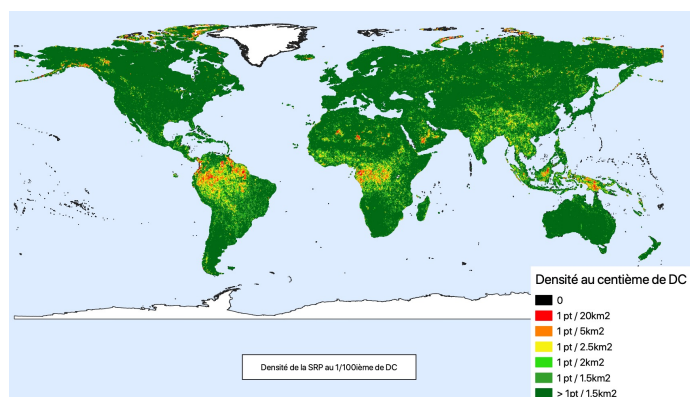 Densité au centième de DC
0
1 pt / 20km2
1 pt / 5km2
1 pt / 2.5km2
1 pt / 2km2
1 pt / 1.5km2
> 1pt / 1.5km2
Densité de la SRP au 1/100ième de DC